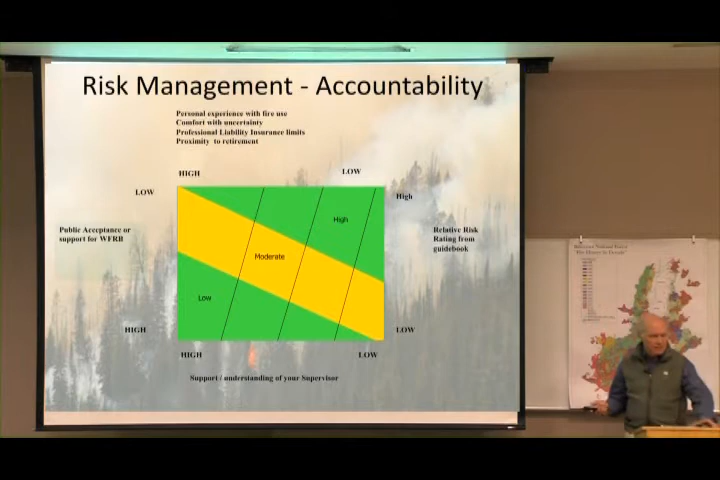 Risk Management - Accountability
Personal experience with fire use
Comfort with uncertainty
Professional Liability Insurance limits
Proximity to retirement
HIGH
LOW
LOW
High
High
Public Acceptance or
support for WFRB
Relative Risk
Rating from
guidebook
Moderate
Low
HIGH
LOW
HIGH
LOW
Support / understanding of your Supervisor